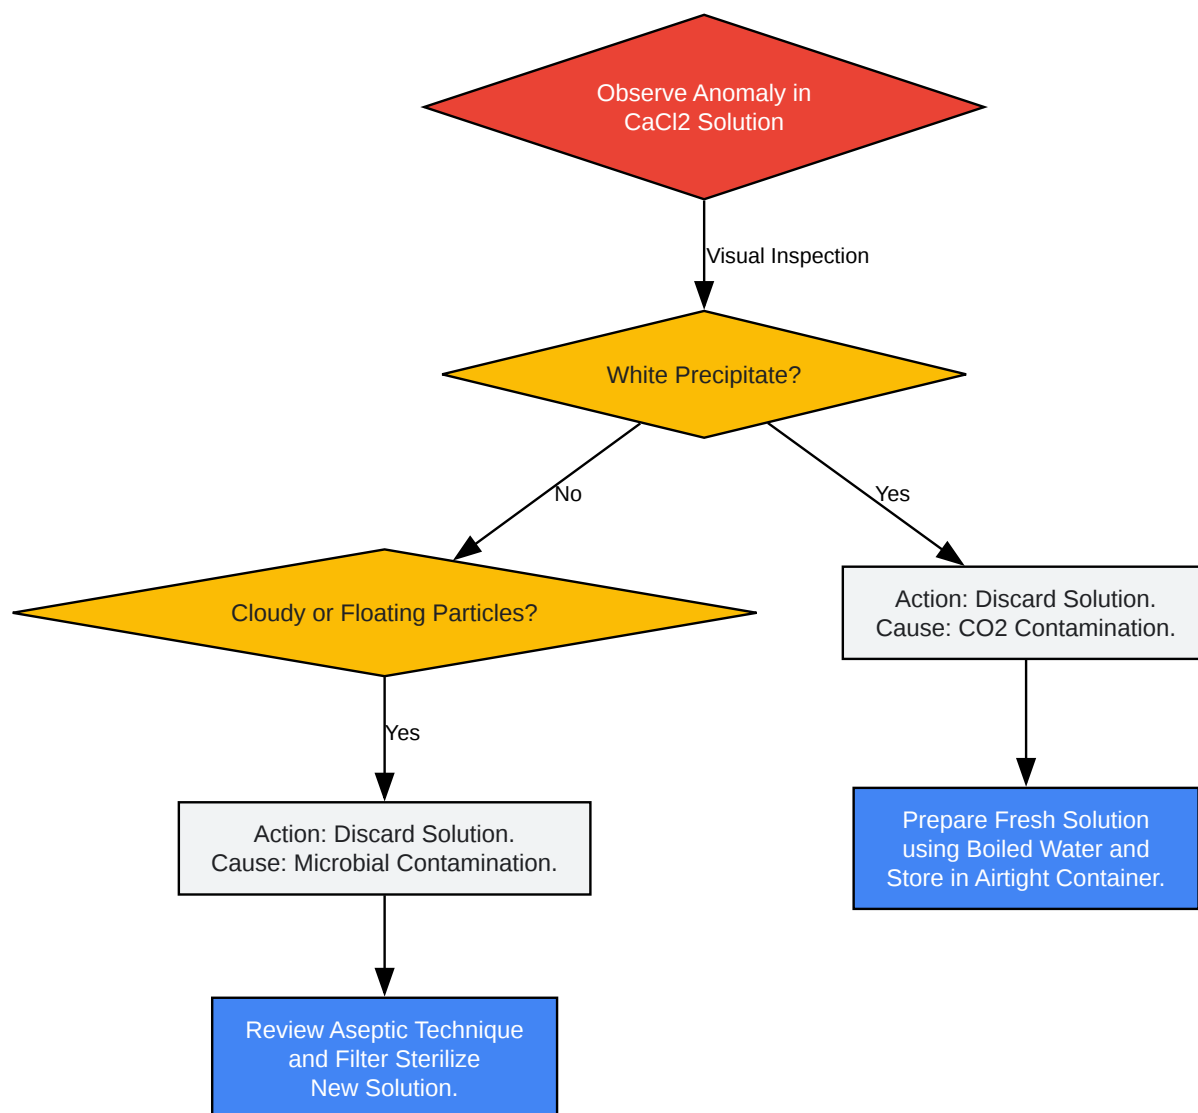 Observe Anomaly in
CaCl2 Solution
Visual Inspection
White Precipitate?
No
Yes
Cloudy or Floating Particles?
Action: Discard Solution.
Cause: CO2 Contamination.
Yes
Action: Discard Solution.
Cause: Microbial Contamination.
Prepare Fresh Solution
using Boiled Water and
Store in Airtight Container.
Review Aseptic Technique
and Filter Sterilize
New Solution.